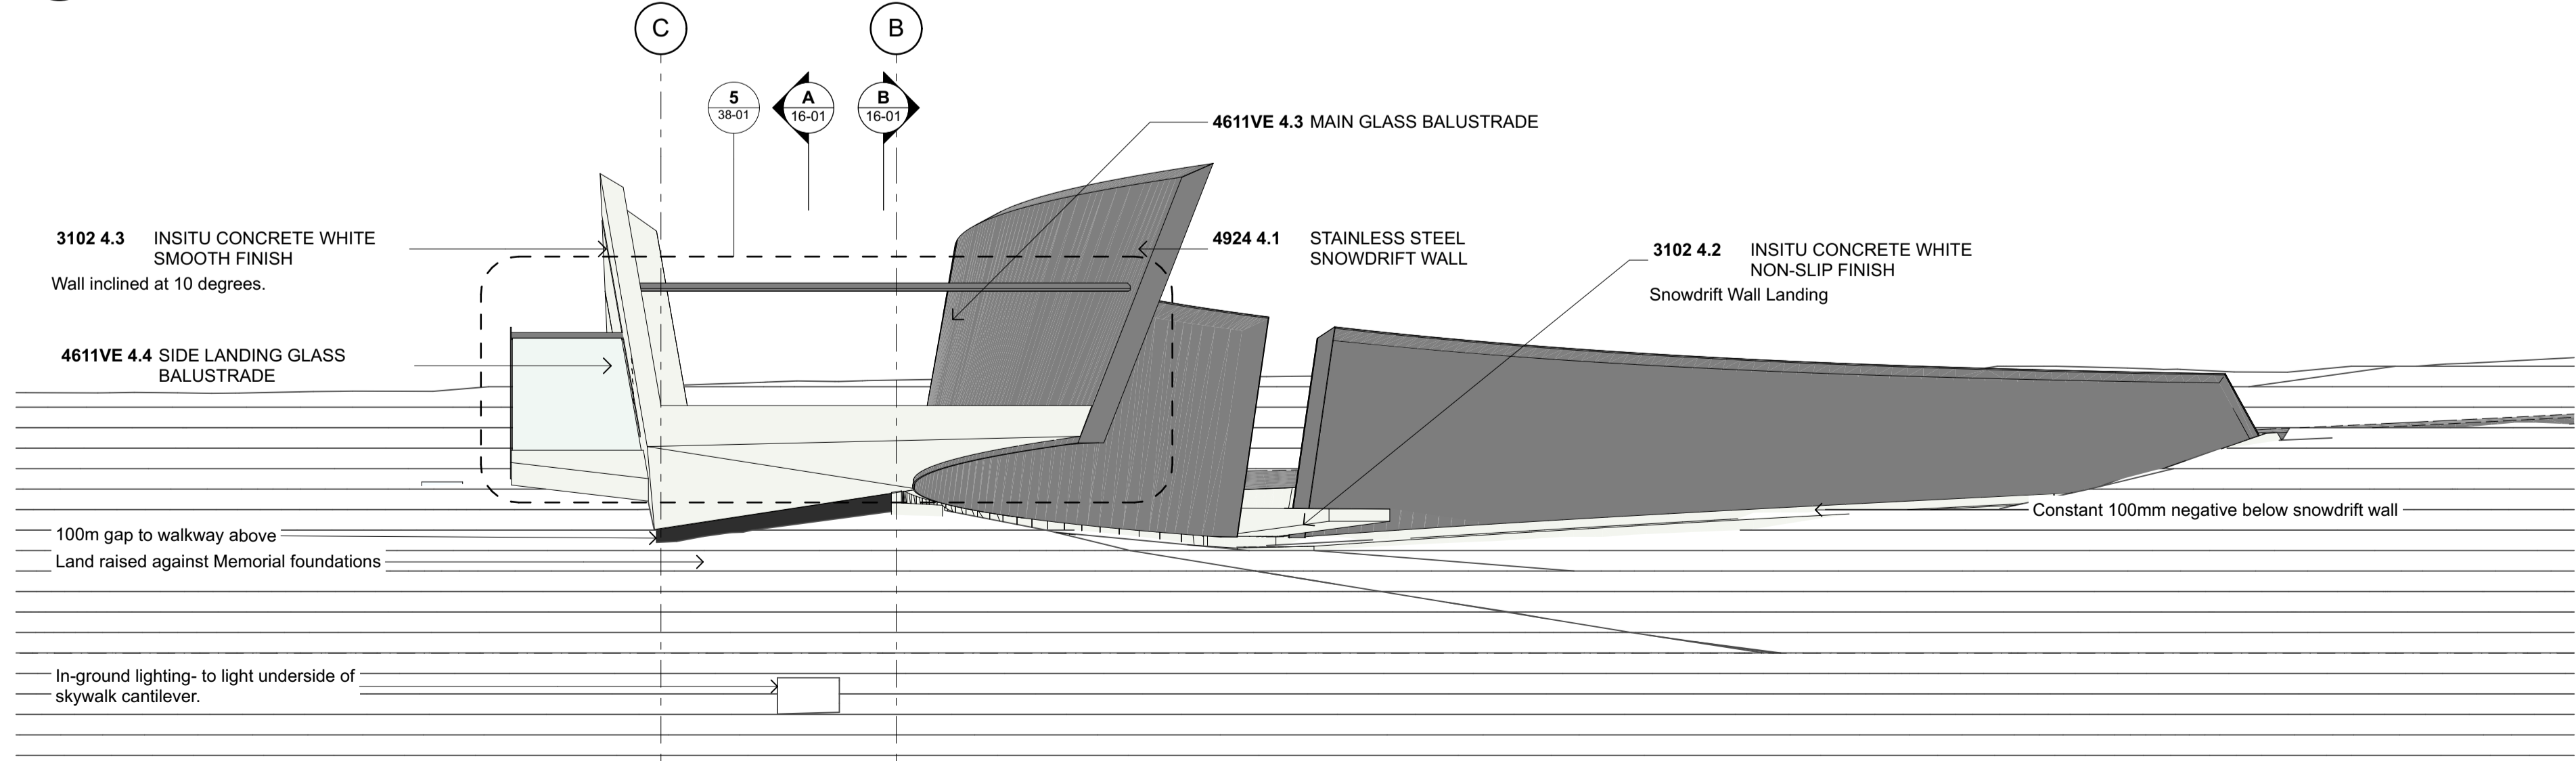 C
B
5
38-01
A
16-01
B
16-01
4611VE 4.3 MAIN GLASS BALUSTRADE
3102 4.3 INSITU CONCRETE WHITE
SMOOTH FINISH
Wall inclined at 10 degrees.
4924 4.1 STAINLESS STEEL
SNOWDRIFT WALL
3102 4.2 INSITU CONCRETE WHITE
NON-SLIP FINISH
Snowdrift Wall Landing
4611VE 4.4 SIDE LANDING GLASS
BALUSTRADE
Constant 100mm negative below snowdrift wall
100m gap to walkway above
Land raised against Memorial foundations
In-ground lighting- to light underside of
skywalk cantilever.